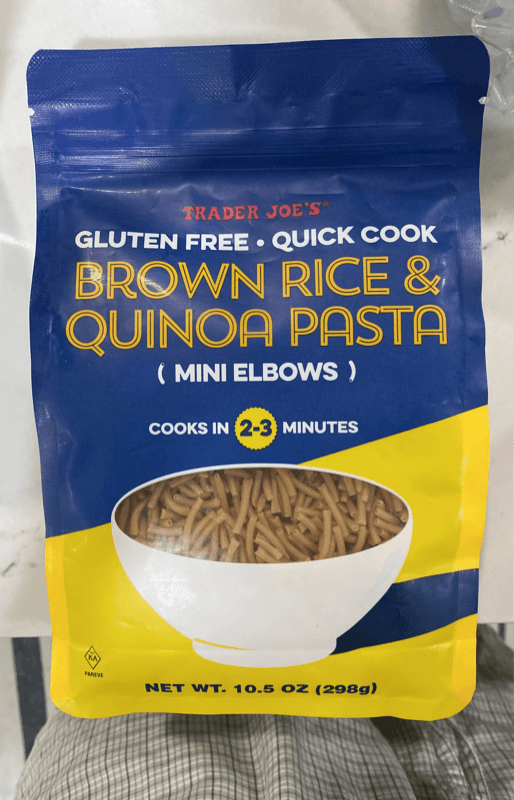 TRADER JOE'S®
GLUTEN FREE • QUICK COOK
BROWN RICE &
QUINOA PASTA
( MINI ELBOWS )
COOKS IN 2-3 MINUTES
KA
PAREVE
NET WT. 10.5 OZ (298g)